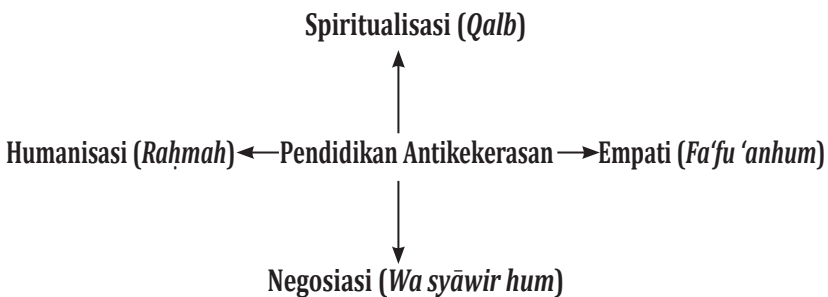 Spiritualisasi (Qalb)
Humanisasi (Raḥmah) Pendidikan Antikekerasan Empati (Fa‘fu ‘anhum)
Negosiasi (Wa syāwir hum)